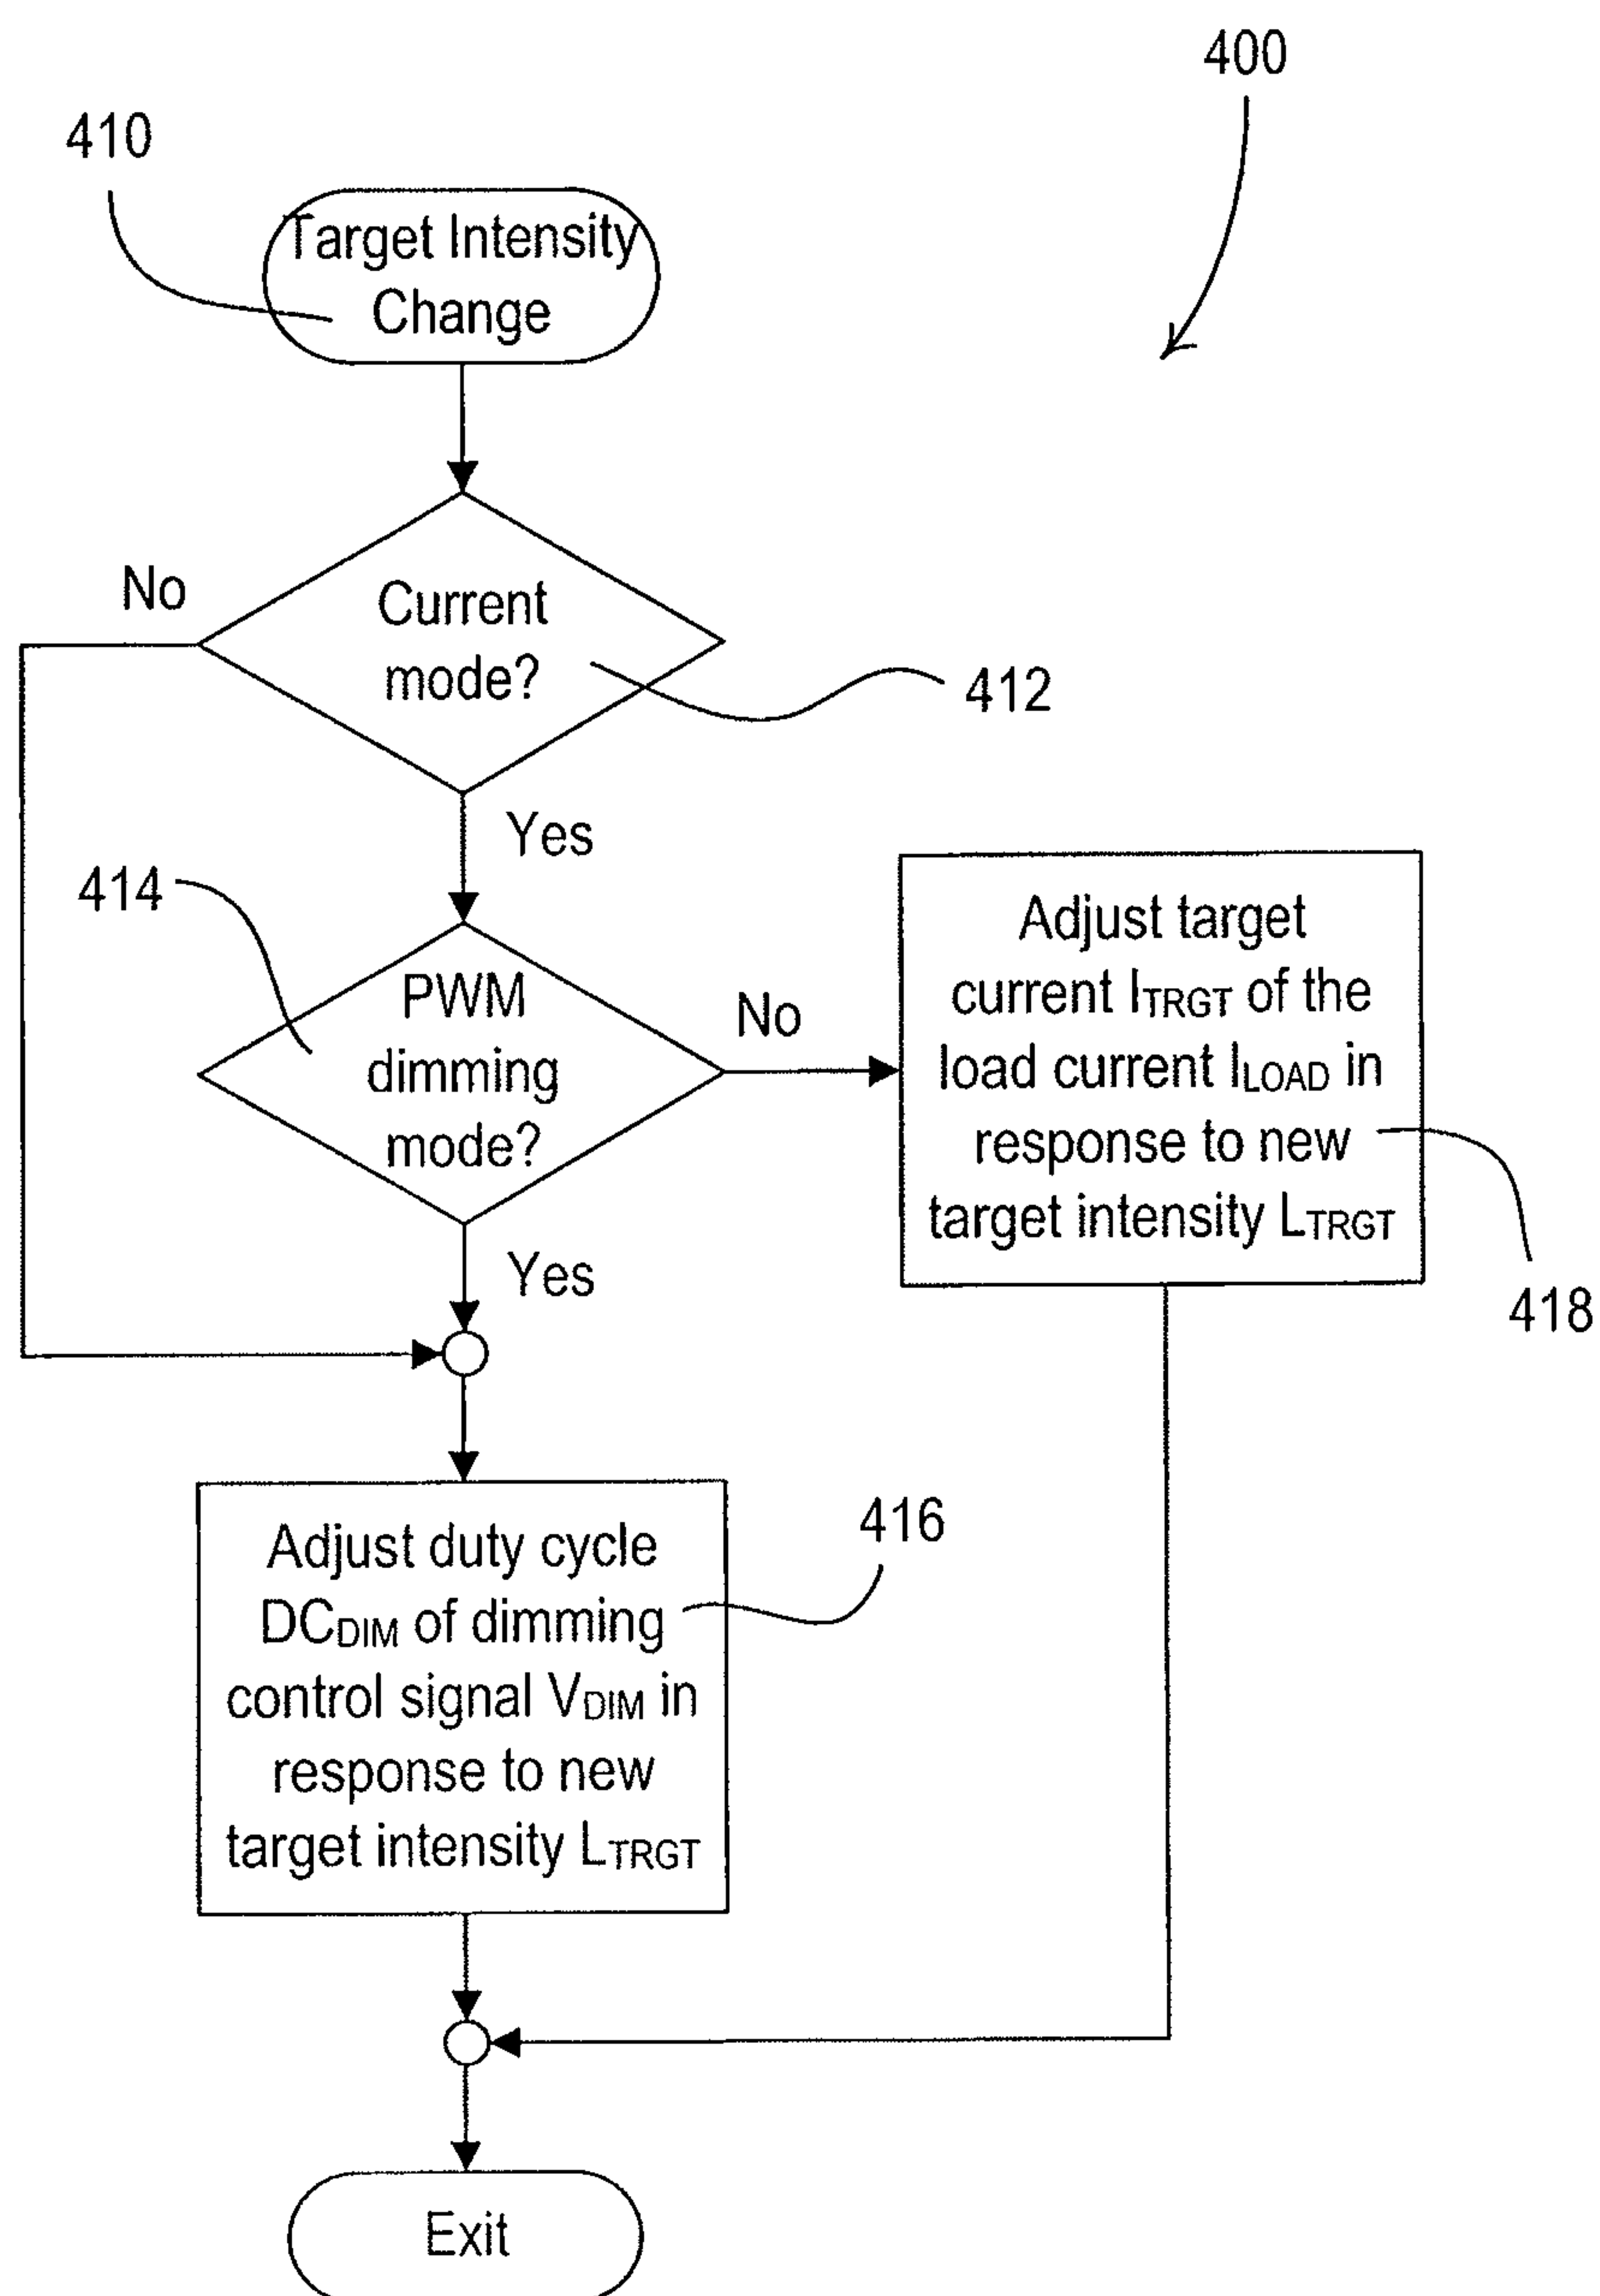 400
410
Target Intensity
Change
No
Current
mode?
412
Yes
414
PWM
dimming
mode?
No
Adjust target
current ITRGT of the
load current ILOAD in
response to new
target intensity LTRGT
418
Yes
416
Adjust duty cycle
DCDIM of dimming
control signal VDIM in
response to new
target intensity LTRGT
Exit